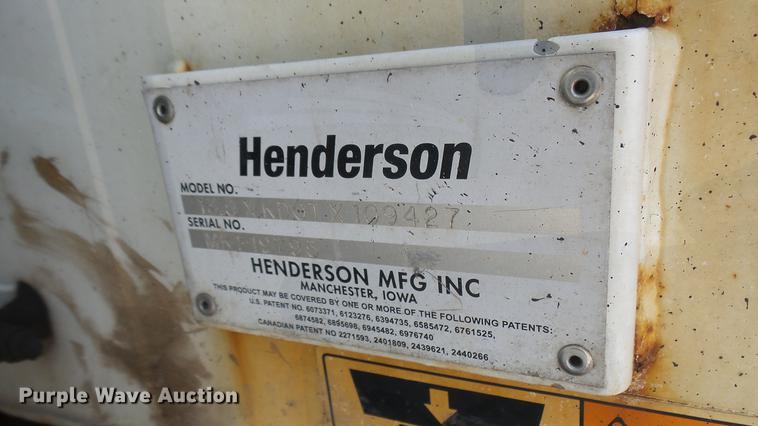 Henderson
MODEL NO.
SERIAL NO.
HENDERSON MFG INC
MANCHESTER, IOWA
THIS PRODUCT MAY BE COVERED BY ONE OR MORE OF THE FOLLOWING PATENTS:
U.S. PATENT NO. 6073371, 6123276, 6394735, 6585472, 6761525,
6874582, 6895698, 6945482, 6976740
CANADIAN PATENT NO 2271593, 2401809, 2439621, 2440266
Purple Wave Auction